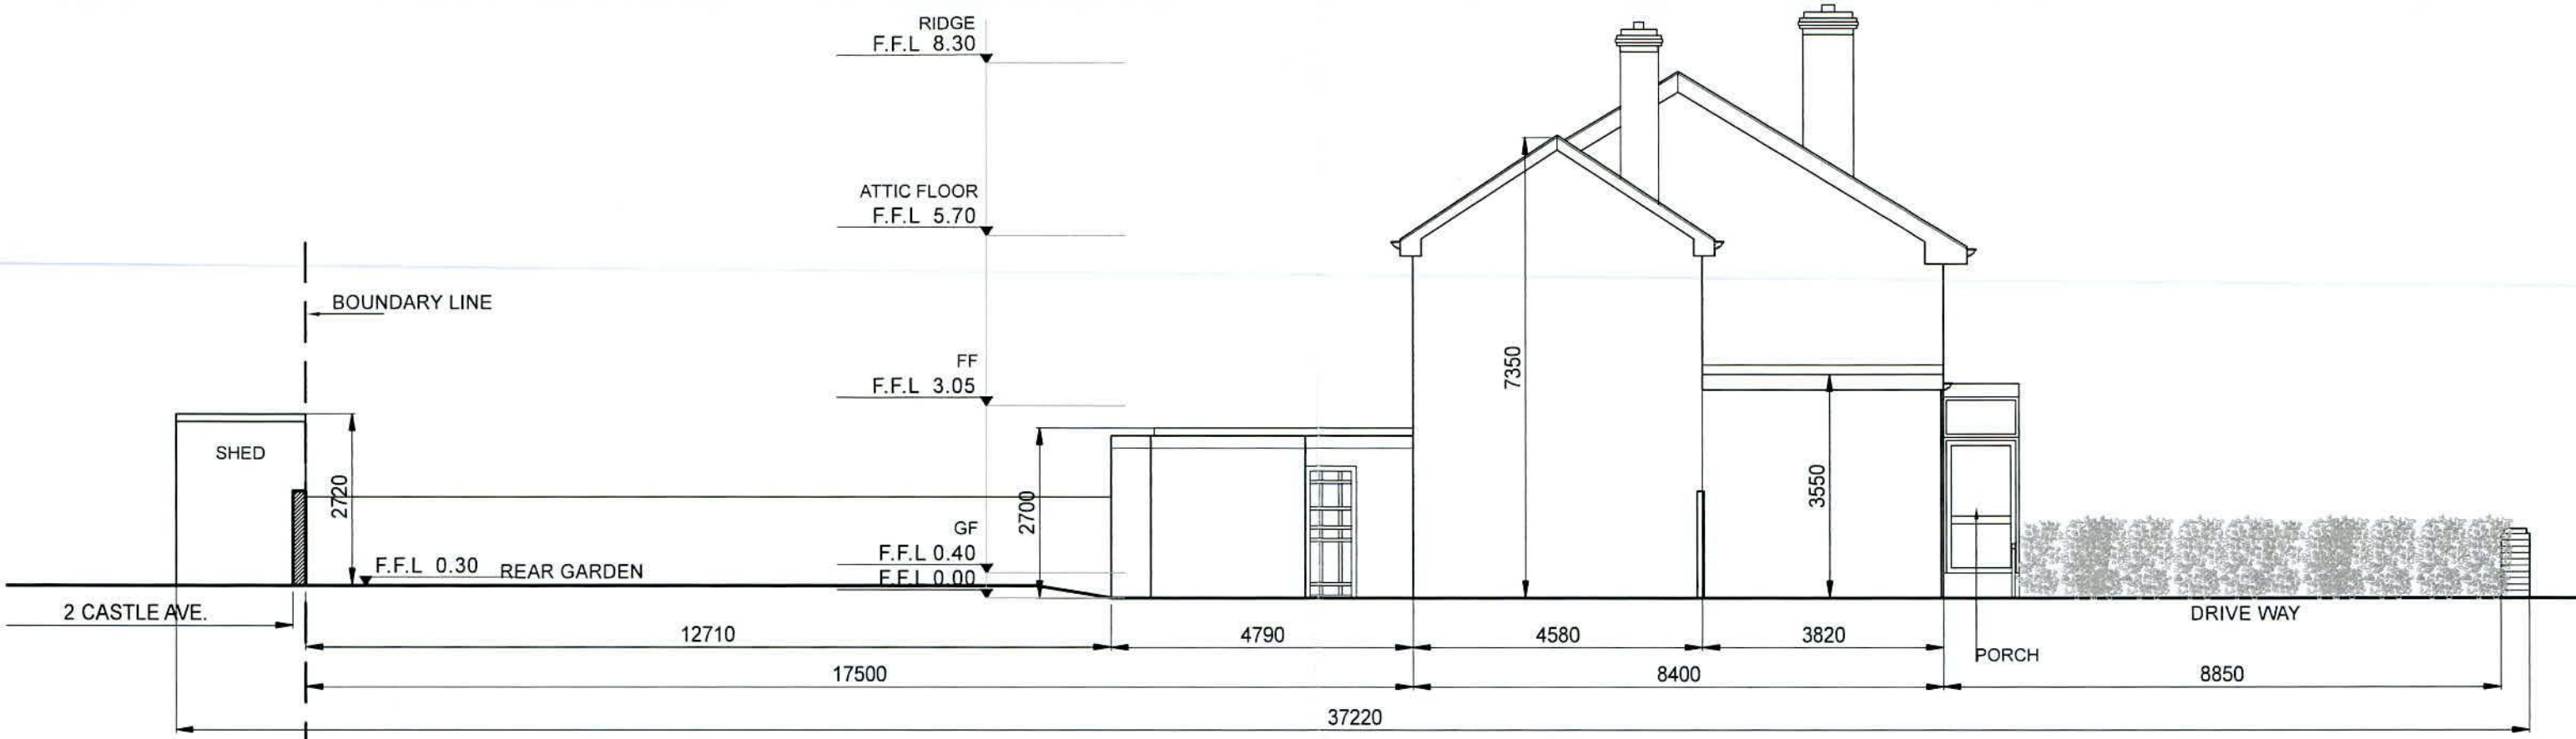 RIDGE
F.F.L 8.30
ATTIC FLOOR
F.F.L 5.70
BOUNDARY LINE
FF
F.F.L 3.05
7350
SHED
2720
2700
3550
GF
F.F.L 0.40
F.F.L 0.30 REAR GARDEN
F.F.L 0.00
2 CASTLE AVE.
DRIVE WAY
12710
4790
4580
3820
PORCH
17500
8400
8850
37220